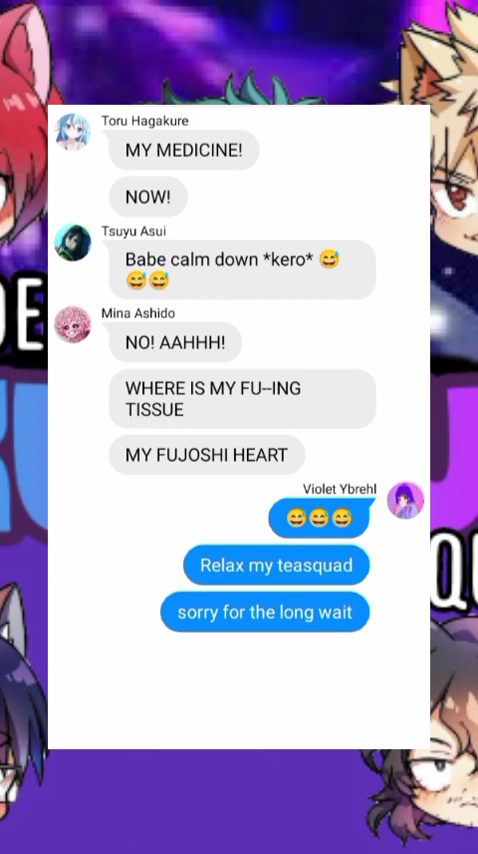 Toru Hagakure
MY MEDICINE!
NOW!
Tsuyu Asui
Babe calm down *kero* 😅
😅😅
Mina Ashido
NO! AAHHH!
WHERE IS MY FU--ING
TISSUE
MY FUJOSHI HEART
Violet Ybrehl
😅😅😅
Relax my teasquad
sorry for the long wait